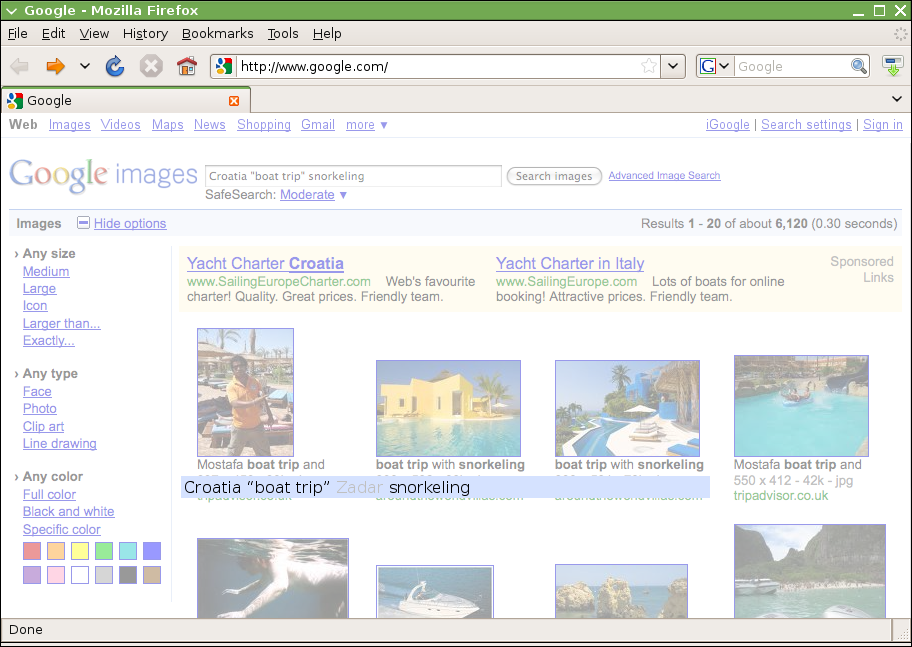 Google - Mozilla Firefox
File Edit View History Bookmarks Tools Help
http://www.google.com/ G Google
Google
Web Images Videos Maps News Shopping Gmail more ▼ iGoogle | Search settings | Sign in
Google images Croatia "boat trip" snorkeling Search images Advanced Image Search
SafeSearch: Moderate ▼
Images Hide options Results 1 - 20 of about 6,120 (0.30 seconds)
› Any size
Medium
Large
Icon
Larger than...
Exactly...
› Any type
Face
Photo
Clip art
Line drawing
› Any color
Full color
Black and white
Specific color
Yacht Charter Croatia
www.SailingEuropeCharter.com Web's favourite
charter! Quality. Great prices. Friendly team.
Yacht Charter in Italy
www.SailingEurope.com Lots of boats for online
booking! Attractive prices. Friendly team.
Sponsored
Links
Mostafa boat trip and
boat trip with snorkeling
boat trip with snorkeling
Mostafa boat trip and
550 x 412 - 42k - jpg
tripadvisor.co.uk
Croatia “boat trip” Zadar snorkeling
Done